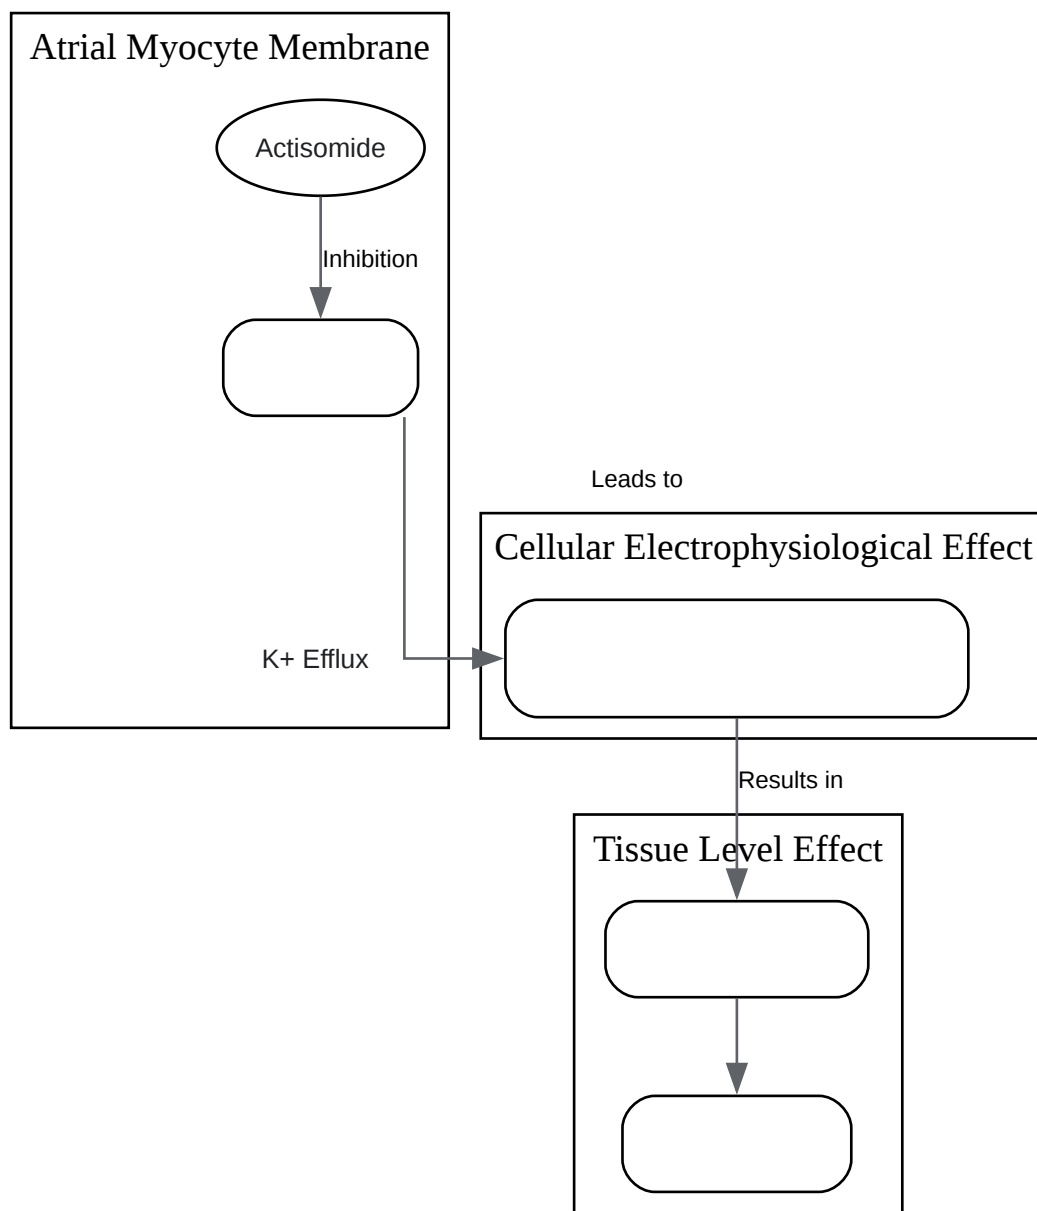 Atrial Myocyte Membrane
Actisomide
Inhibition
Leads to
Cellular Electrophysiological Effect
K+ Efflux
Results in
Tissue Level Effect